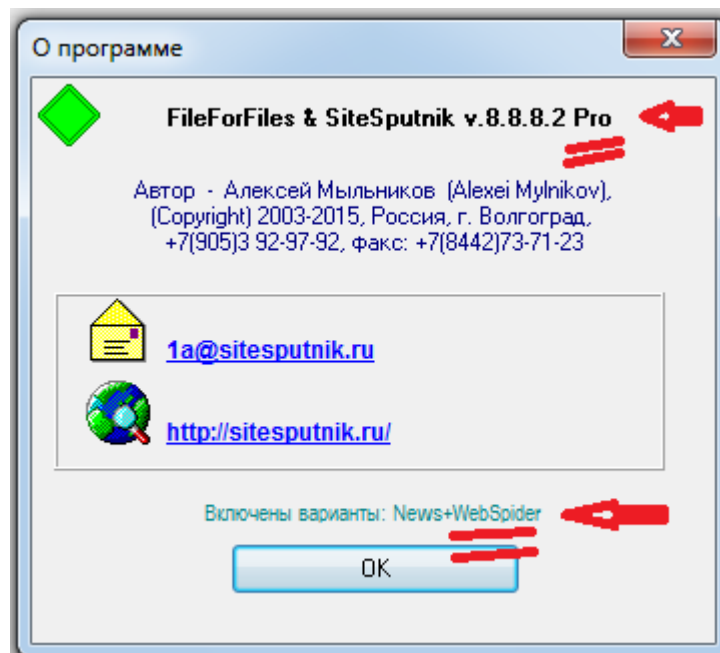 О программе
FileForFiles & SiteSputnik v.8.8.8.2 Pro
Автор - Алексей Мыльников (Alexei Mylnikov),
(Copyright) 2003-2015, Россия, г. Волгоград,
+7(905)3 92-97-92, факс: +7(8442)73-71-23
1a@sitesputnik.ru
http://sitesputnik.ru/
Включены варианты: News+WebSpider
OK